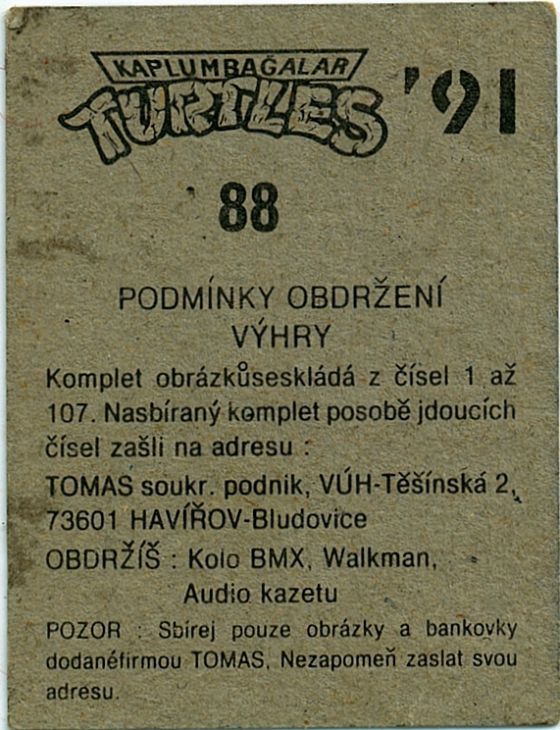 KAPLUMBAĞALAR
TURTLES '91
88
PODMÍNKY OBDRŽENÍ
VÝHRY
Komplet obrázkůseskládá z čísel 1 až
107. Nasbíraný komplet posobě jdoucích
čísel zašli na adresu :
TOMAS soukr. podnik, VÚH-Těšínská 2,
73601 HAVÍŘOV-Bludovice
OBDRŽÍŠ : Kolo BMX, Walkman,
Audio kazetu
POZOR : Sbírej pouze obrázky a bankovky
dodanéfirmou TOMAS, Nezapomeň zaslat svou
adresu.